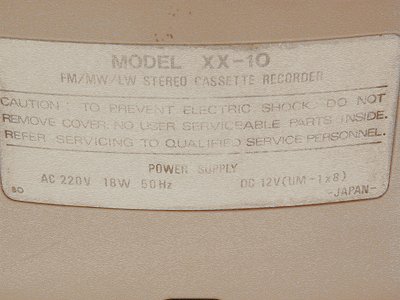 MODEL XX-10
FM/MW/LW STEREO CASSETTE RECORDER
CAUTION: TO PREVENT ELECTRIC SHOCK, DO NOT
REMOVE COVER. NO USER SERVICEABLE PARTS INSIDE.
REFER SERVICING TO QUALIFIED SERVICE PERSONNEL.
POWER SUPPLY
AC 220V 18W 50Hz DC 12V(UM-1x8)
80 -JAPAN-